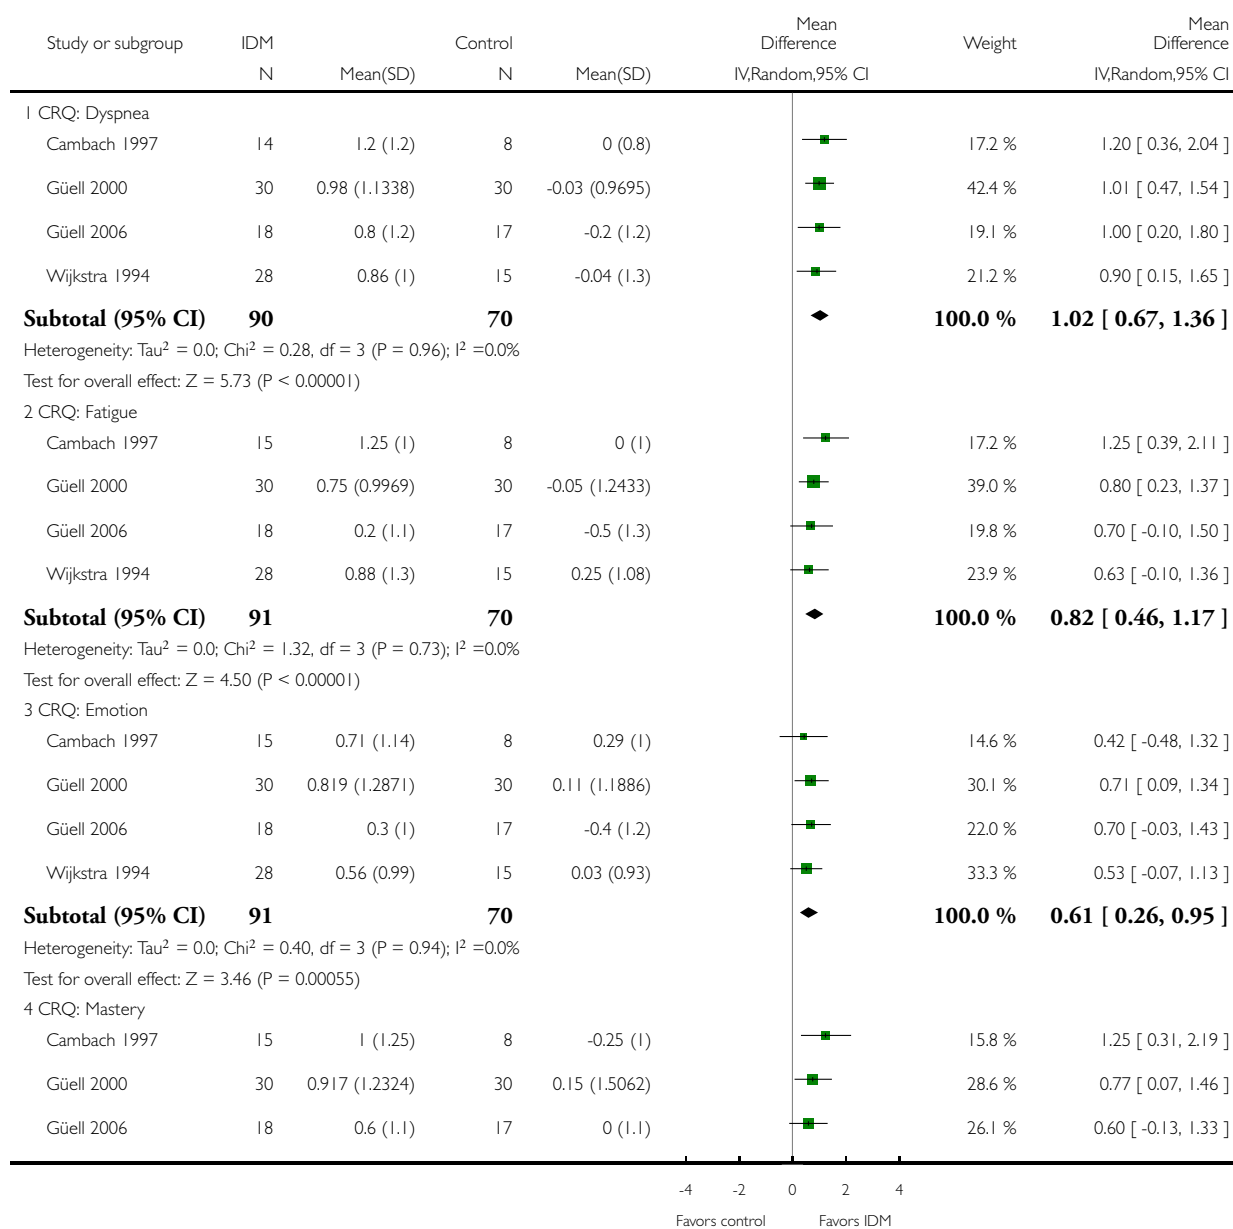 Study or subgroup IDM Control Mean Difference Weight Mean Difference
N Mean(SD) N Mean(SD) IV,Random,95% CI IV,Random,95% CI
1 CRQ: Dyspnea
Cambach 1997 14 1.2 (1.2) 8 0 (0.8) 17.2 % 1.20 [ 0.36, 2.04 ]
Güell 2000 30 0.98 (1.1338) 30 -0.03 (0.9695) 42.4 % 1.01 [ 0.47, 1.54 ]
Güell 2006 18 0.8 (1.2) 17 -0.2 (1.2) 19.1 % 1.00 [ 0.20, 1.80 ]
Wijkstra 1994 28 0.86 (1) 15 -0.04 (1.3) 21.2 % 0.90 [ 0.15, 1.65 ]
Subtotal (95% CI) 90 70 100.0 % 1.02 [ 0.67, 1.36 ]
Heterogeneity: Tau² = 0.0; Chi² = 0.28, df = 3 (P = 0.96); I² =0.0%
Test for overall effect: Z = 5.73 (P < 0.00001)
2 CRQ: Fatigue
Cambach 1997 15 1.25 (1) 8 0 (1) 17.2 % 1.25 [ 0.39, 2.11 ]
Güell 2000 30 0.75 (0.9969) 30 -0.05 (1.2433) 39.0 % 0.80 [ 0.23, 1.37 ]
Güell 2006 18 0.2 (1.1) 17 -0.5 (1.3) 19.8 % 0.70 [ -0.10, 1.50 ]
Wijkstra 1994 28 0.88 (1.3) 15 0.25 (1.08) 23.9 % 0.63 [ -0.10, 1.36 ]
Subtotal (95% CI) 91 70 100.0 % 0.82 [ 0.46, 1.17 ]
Heterogeneity: Tau² = 0.0; Chi² = 1.32, df = 3 (P = 0.73); I² =0.0%
Test for overall effect: Z = 4.50 (P < 0.00001)
3 CRQ: Emotion
Cambach 1997 15 0.71 (1.14) 8 0.29 (1) 14.6 % 0.42 [ -0.48, 1.32 ]
Güell 2000 30 0.819 (1.2871) 30 0.11 (1.1886) 30.1 % 0.71 [ 0.09, 1.34 ]
Güell 2006 18 0.3 (1) 17 -0.4 (1.2) 22.0 % 0.70 [ -0.03, 1.43 ]
Wijkstra 1994 28 0.56 (0.99) 15 0.03 (0.93) 33.3 % 0.53 [ -0.07, 1.13 ]
Subtotal (95% CI) 91 70 100.0 % 0.61 [ 0.26, 0.95 ]
Heterogeneity: Tau² = 0.0; Chi² = 0.40, df = 3 (P = 0.94); I² =0.0%
Test for overall effect: Z = 3.46 (P = 0.00055)
4 CRQ: Mastery
Cambach 1997 15 1 (1.25) 8 -0.25 (1) 15.8 % 1.25 [ 0.31, 2.19 ]
Güell 2000 30 0.917 (1.2324) 30 0.15 (1.5062) 28.6 % 0.77 [ 0.07, 1.46 ]
Güell 2006 18 0.6 (1.1) 17 0 (1.1) 26.1 % 0.60 [ -0.13, 1.33 ]
-4 -2 0 2 4
Favors control Favors IDM